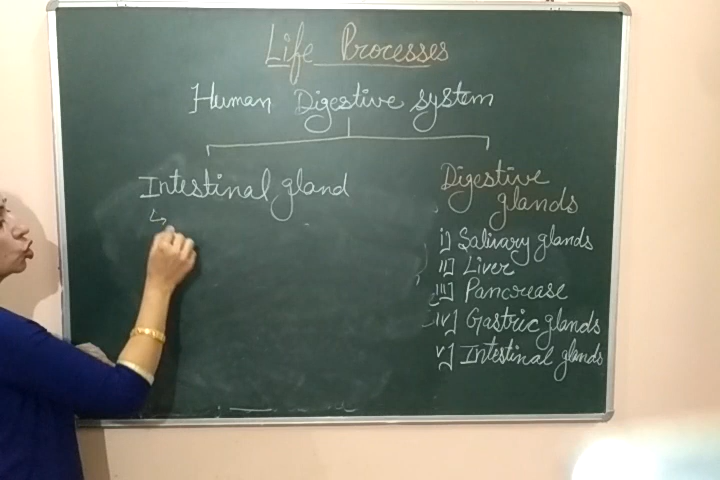 Life Processes
Human Digestive system
Intestinal gland
Digestive
glands
i] Salivary glands
ii] Liver
iii] Pancrease
iv] Gastric glands
v] Intestinal glands